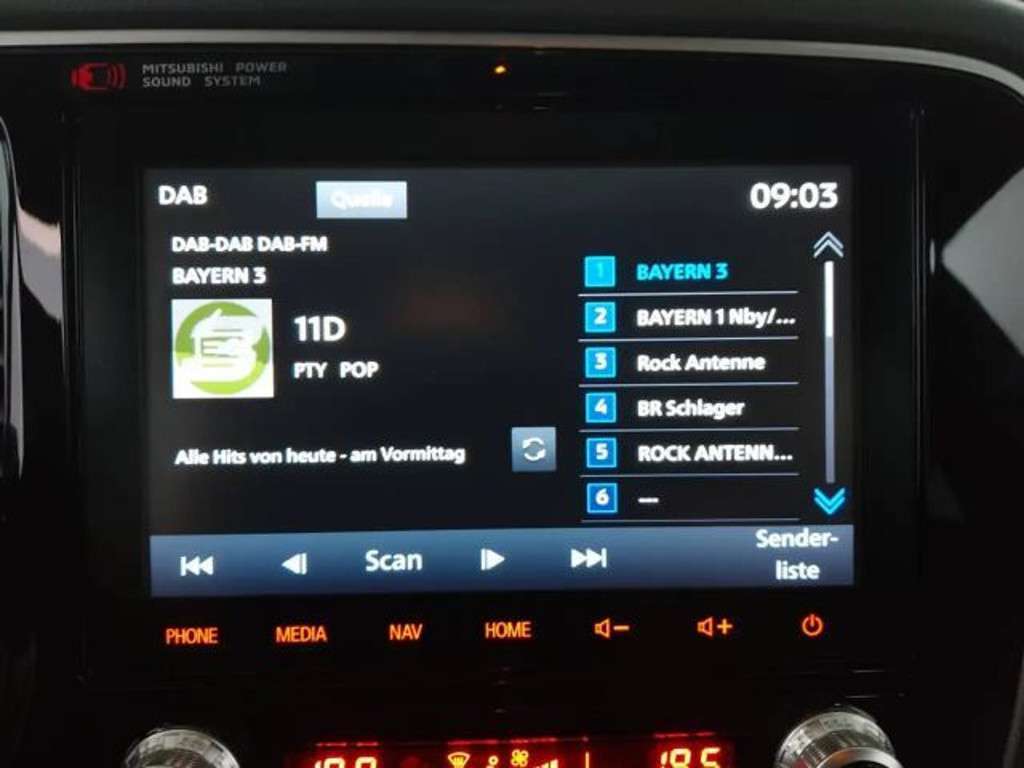 MITSUBISHI POWER
SOUND SYSTEM
DAB
Quelle
09:03
DAB-DAB DAB-FM
BAYERN 3
11D
PTY POP
Alle Hits von heute - am Vormittag
1 BAYERN 3
2 BAYERN 1 Nby/...
3 Rock Antenne
4 BR Schlager
5 ROCK ANTENN...
6 ---
Scan
Sender-
liste
PHONE
MEDIA
NAV
HOME
18.5